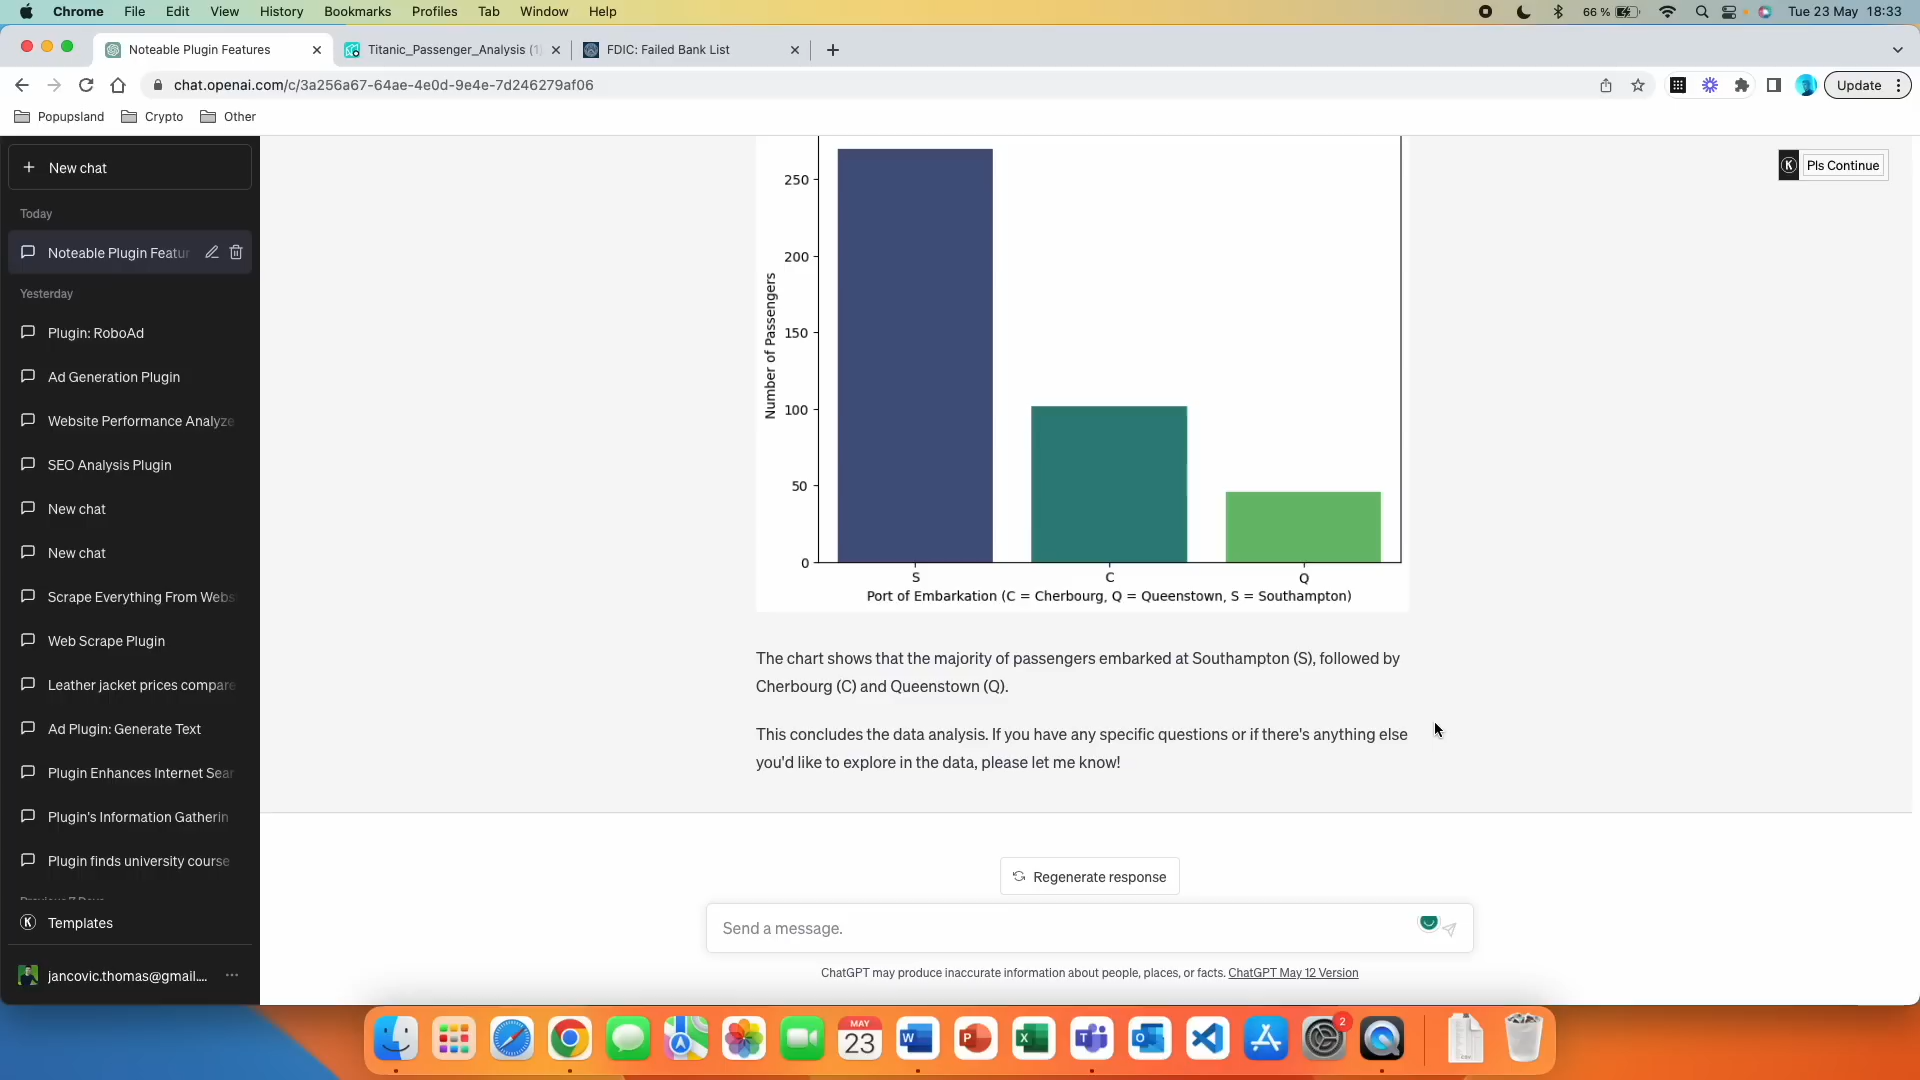 Chrome File Edit View History Bookmarks Profiles Tab Window Help 66 % Tue 23 May 18:33
Noteable Plugin Features Titanic_Passenger_Analysis (1) FDIC: Failed Bank List
chat.openai.com/c/3a256a67-64ae-4e0d-9e4e-7d246279af06 Update
Popupsland Crypto Other
New chat
Today
Noteable Plugin Featur
Yesterday
Plugin: RoboAd
Ad Generation Plugin
Website Performance Analyze
SEO Analysis Plugin
New chat
New chat
Scrape Everything From Webs
Web Scrape Plugin
Leather jacket prices compare
Ad Plugin: Generate Text
Plugin Enhances Internet Sear
Plugin's Information Gatherin
Plugin finds university course
Previous 7 Days
K Templates
jancovic.thomas@gmail....
K Pls Continue
250
200
150
100
50
0
Number of Passengers
S C Q
Port of Embarkation (C = Cherbourg, Q = Queenstown, S = Southampton)
The chart shows that the majority of passengers embarked at Southampton (S), followed by
Cherbourg (C) and Queenstown (Q).
This concludes the data analysis. If you have any specific questions or if there's anything else
you'd like to explore in the data, please let me know!
Regenerate response
Send a message.
ChatGPT may produce inaccurate information about people, places, or facts. ChatGPT May 12 Version
MAY
23
W P X T O 2